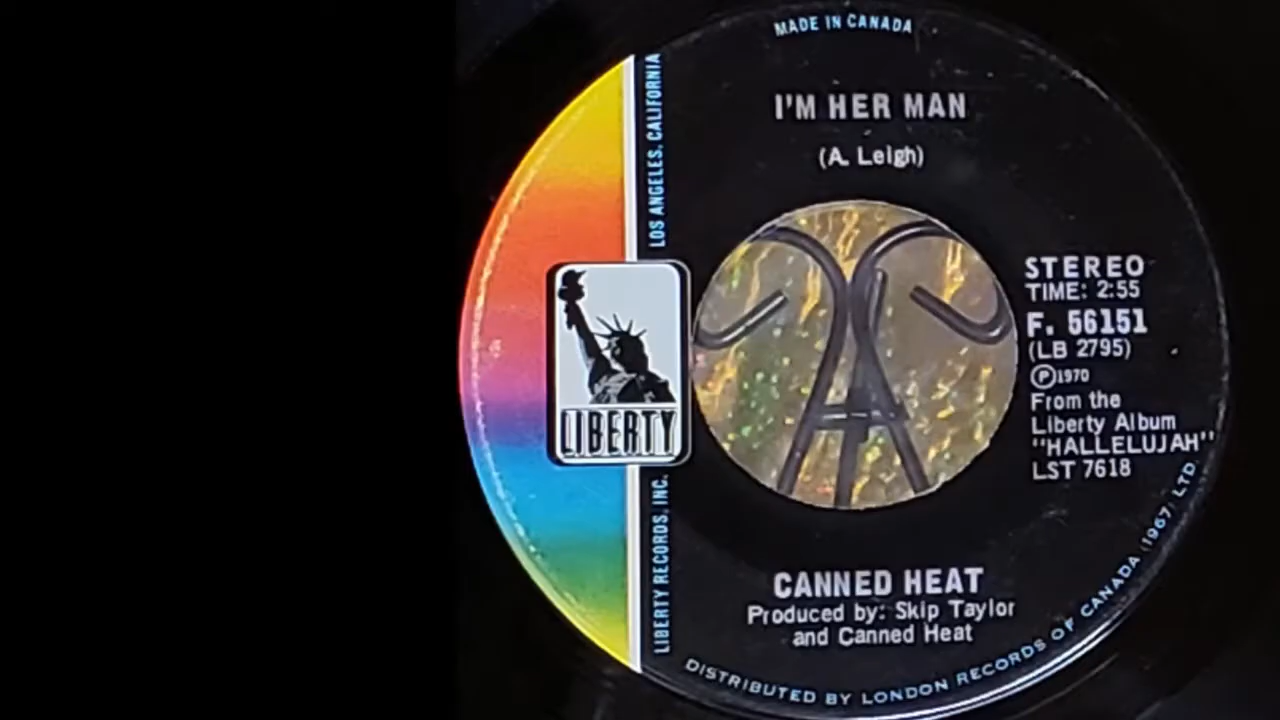 MADE IN CANADA
LOS ANGELES, CALIFORNIA
I'M HER MAN
(A. Leigh)
STEREO
TIME: 2:55
F. 56151
(LB 2795)
Ⓟ1970
From the
Liberty Album
"HALLELUJAH"
LST 7618
LIBERTY
LIBERTY RECORDS, INC.
CANNED HEAT
Produced by: Skip Taylor
and Canned Heat
DISTRIBUTED BY LONDON RECORDS OF CANADA (1967) LTD.